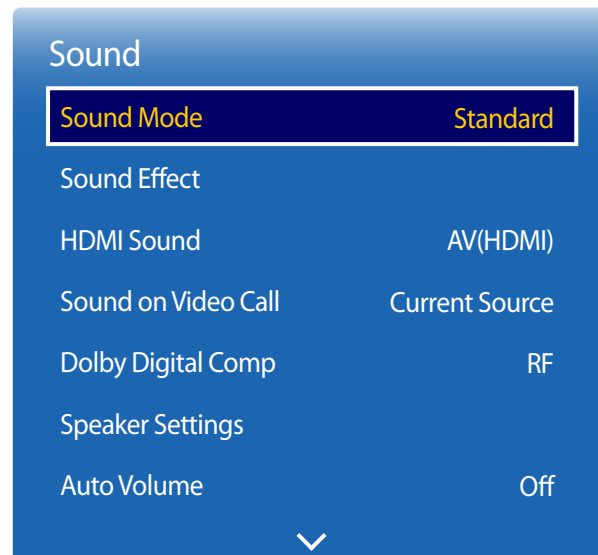 Sound
Sound Mode Standard
Sound Effect
HDMI Sound AV(HDMI)
Sound on Video Call Current Source
Dolby Digital Comp RF
Speaker Settings
Auto Volume Off